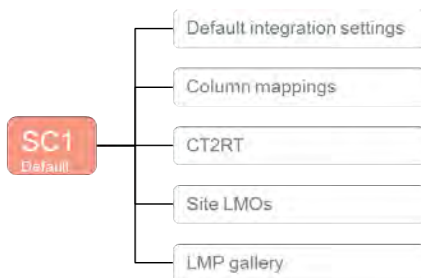 Default integration settings
Column mappings
SC1
Default
CT2RT
Site LMOs
LMP gallery